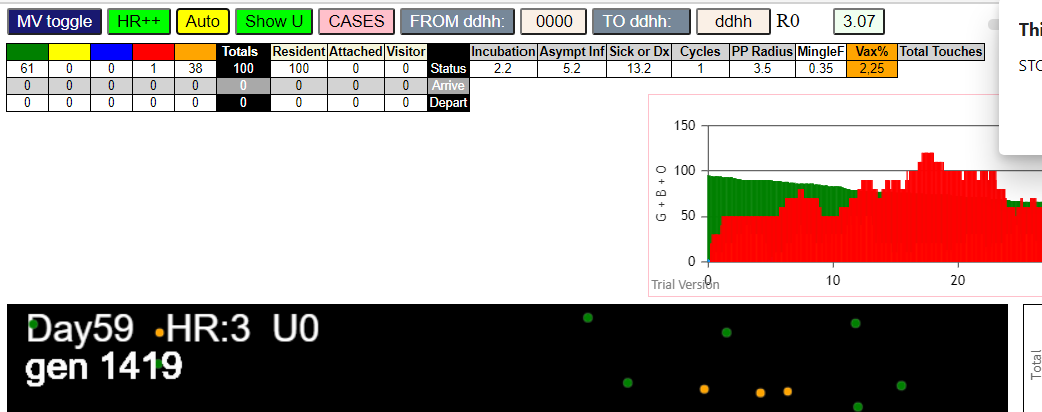 MV toggle HR++ Auto Show U CASES FROM ddhh: 0000 TO ddhh: ddhh R0 3.07
Thi
Totals Resident Attached Visitor Incubation Asympt Inf Sick or Dx Cycles PP Radius MingleF Vax% Total Touches
61 0 0 1 38 100 100 0 0 Status 2.2 5.2 13.2 1 3.5 0.35 2,25
STO
0 0 0 0 0 0 0 0 0 Arrive
0 0 0 0 0 0 0 0 0 Depart
150
100
50
0
G + B + O
0 10 20
Trial Version
Day59 HR:3 U0
gen 1419
Total